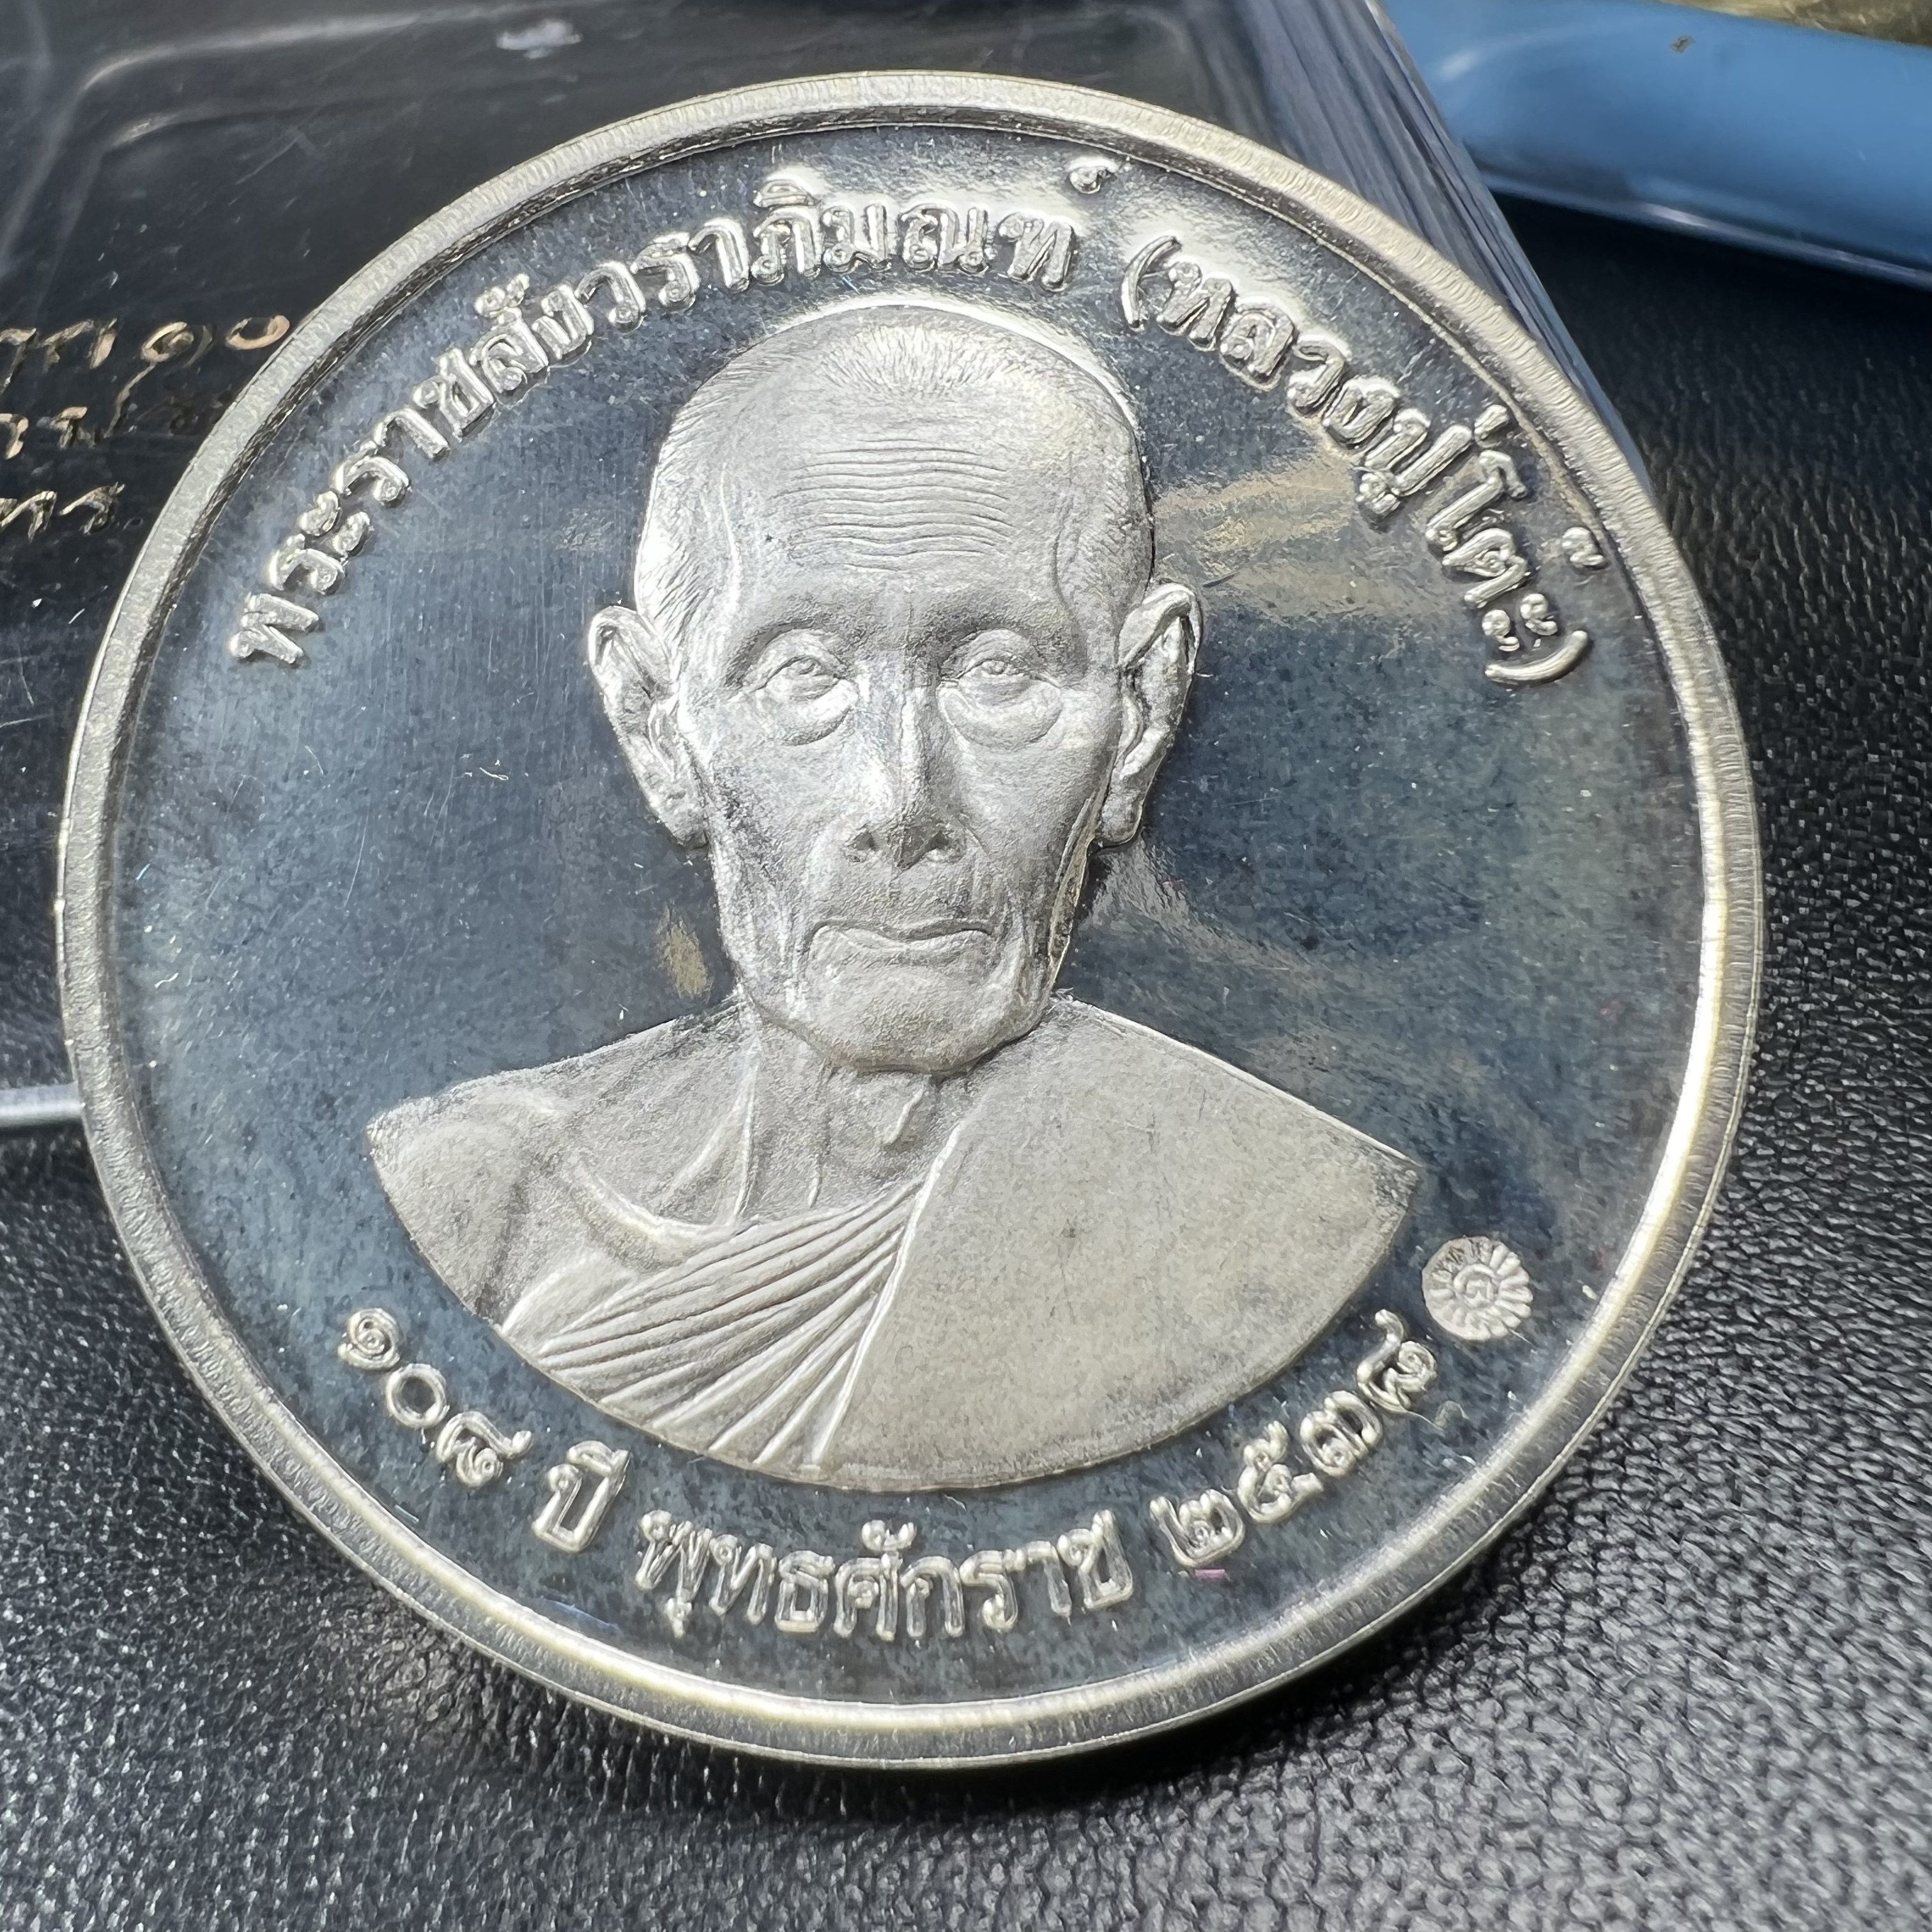 พระราชสังวราภิมณฑ์ (หลวงปู่โต๊ะ)
๑๐๘ ปี พุทธศักราช ๒๕๓๘